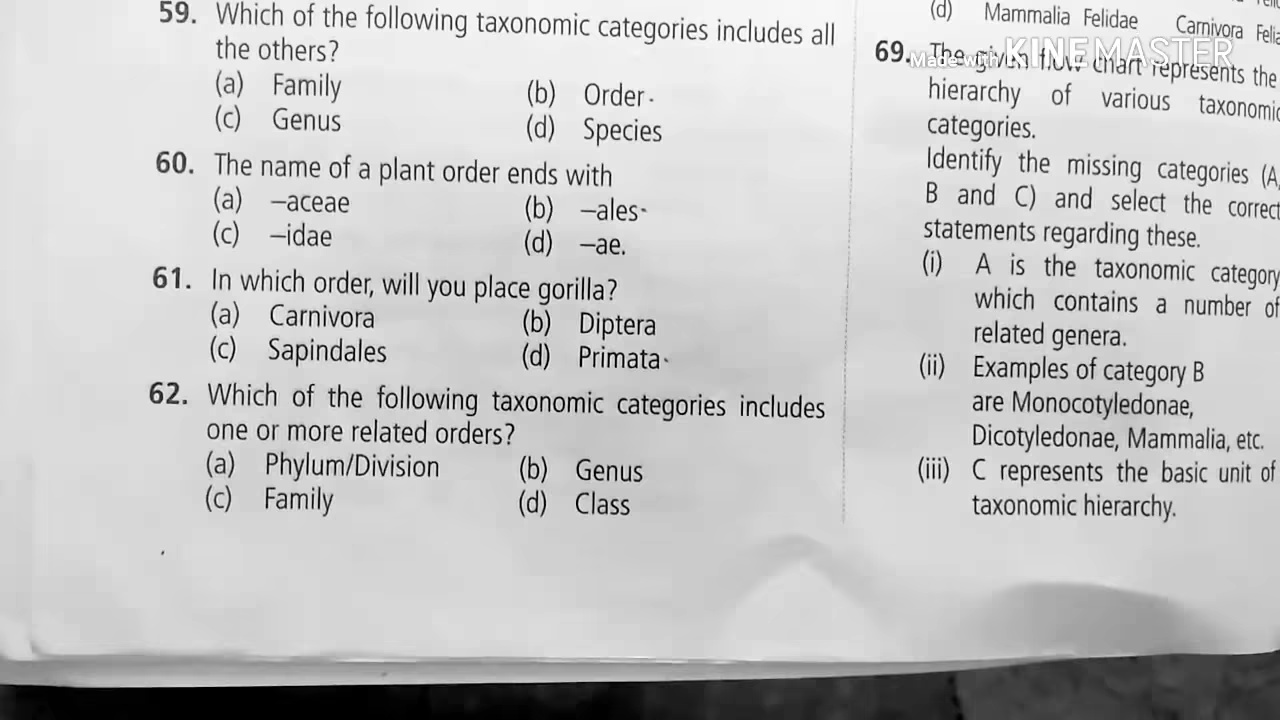 59. Which of the following taxonomic categories includes all
the others?
(a) Family (b) Order
(c) Genus (d) Species
60. The name of a plant order ends with
(a) –aceae (b) –ales
(c) –idae (d) –ae.
61. In which order, will you place gorilla?
(a) Carnivora (b) Diptera
(c) Sapindales (d) Primata
62. Which of the following taxonomic categories includes
one or more related orders?
(a) Phylum/Division (b) Genus
(c) Family (d) Class
(d) Mammalia Felidae Carnivora
69. The given flow chart represents the
hierarchy of various taxonomic
categories.
Identify the missing categories (A,
B and C) and select the correct
statements regarding these.
(i) A is the taxonomic category
which contains a number of
related genera.
(ii) Examples of category B
are Monocotyledonae,
Dicotyledonae, Mammalia, etc.
(iii) C represents the basic unit of
taxonomic hierarchy.
Made with KINEMASTER